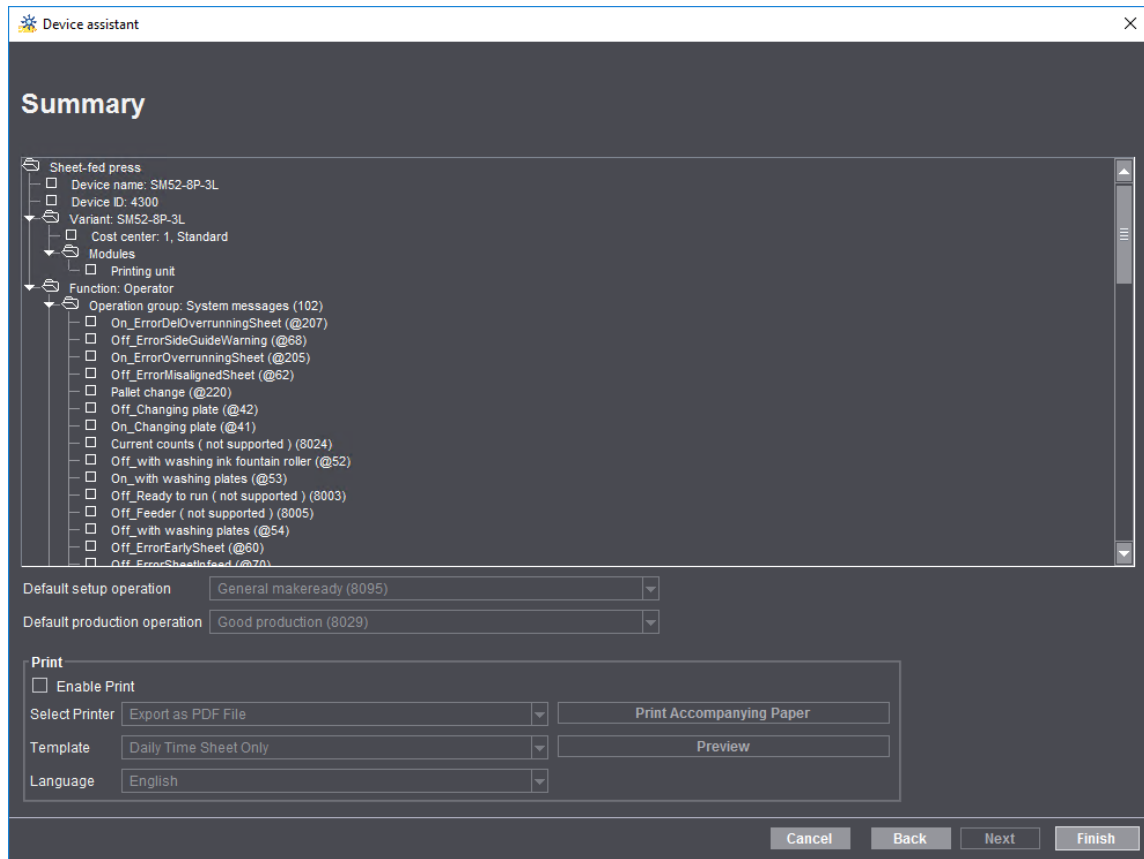 Device assistant
Summary
Sheet-fed press
Device name: SM52-8P-3L
Device ID: 4300
Variant: SM52-8P-3L
Cost center: 1, Standard
Modules
Printing unit
Function: Operator
Operation group: System messages (102)
On_ErrorDelOverrunningSheet (@207)
Off_ErrorSideGuideWarning (@68)
On_ErrorOverrunningSheet (@205)
Off_ErrorMisalignedSheet (@62)
Pallet change (@220)
Off_Changing plate (@42)
On_Changing plate (@41)
Current counts ( not supported ) (8024)
Off_with washing ink fountain roller (@52)
On_with washing plates (@53)
Off_Ready to run ( not supported ) (8003)
Off_Feeder ( not supported ) (8005)
Off_with washing plates (@54)
Off_ErrorEarlySheet (@60)
Off_ErrorSheetInfeed (@70)
Default setup operation General makeready (8095)
Default production operation Good production (8029)
Print
Enable Print
Select Printer Export as PDF File Print Accompanying Paper
Template Daily Time Sheet Only Preview
Language English
Cancel Back Next Finish